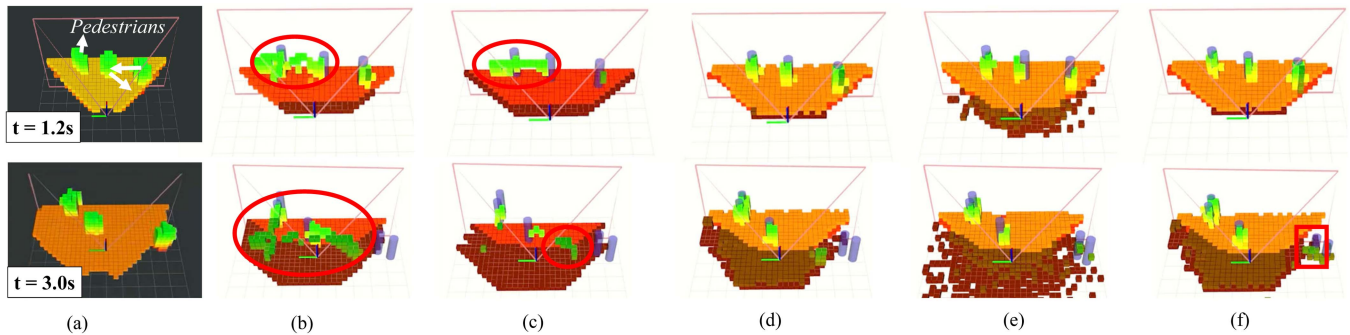 Pedestrians
t = 1.2s
t = 3.0s
(a) (b) (c) (d) (e) (f)